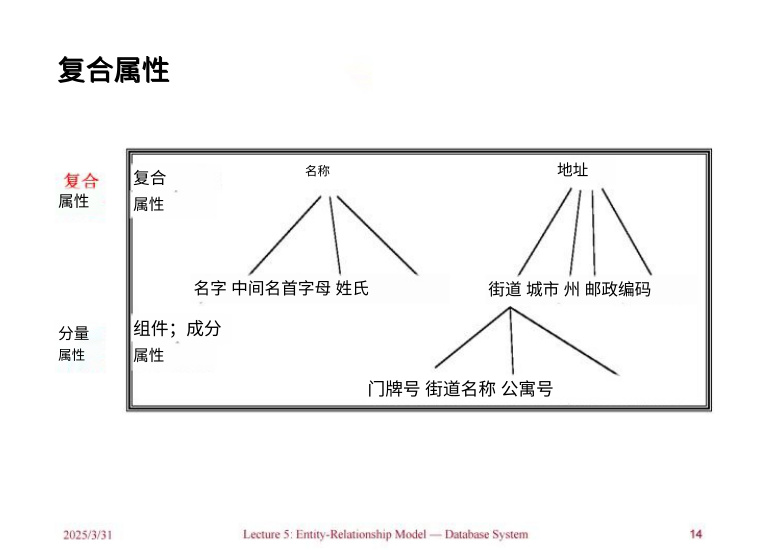 复合属性
复合
属性
复合
属性
名称
地址
名字 中间名首字母 姓氏
街道 城市 州 邮政编码
分量
属性
组件；成分
属性
门牌号 街道名称 公寓号
2025/3/31
Lecture 5: Entity-Relationship Model — Database System
14